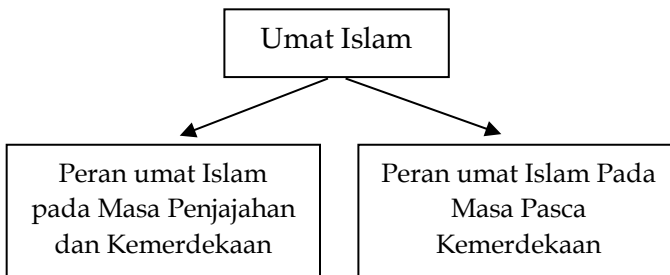 Umat Islam
Peran umat Islam
pada Masa Penjajahan
dan Kemerdekaan
Peran umat Islam Pada
Masa Pasca
Kemerdekaan